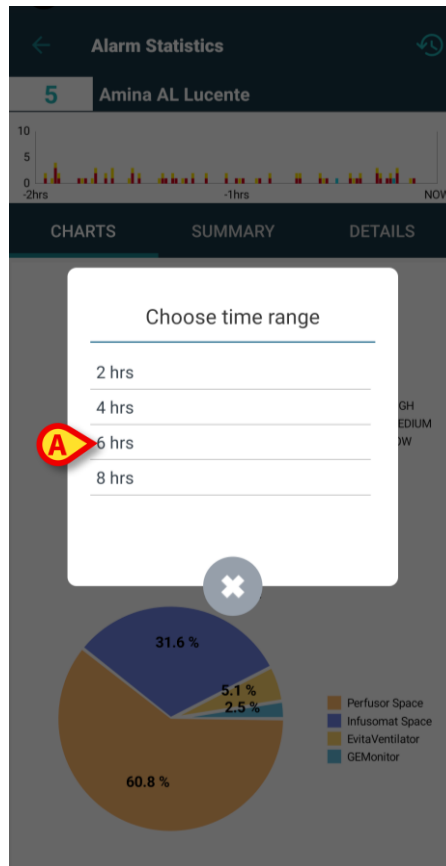 Alarm Statistics
5 Amina AL Lucente
10
5
0
-2hrs -1hrs NOW
CHARTS SUMMARY DETAILS
Choose time range
2 hrs
4 hrs
A 6 hrs
8 hrs
GH
EDIUM
OW
31.6 %
5.1 %
2.5 %
60.8 %
Perfusor Space
Infusomat Space
EvitaVentilator
GEMonitor